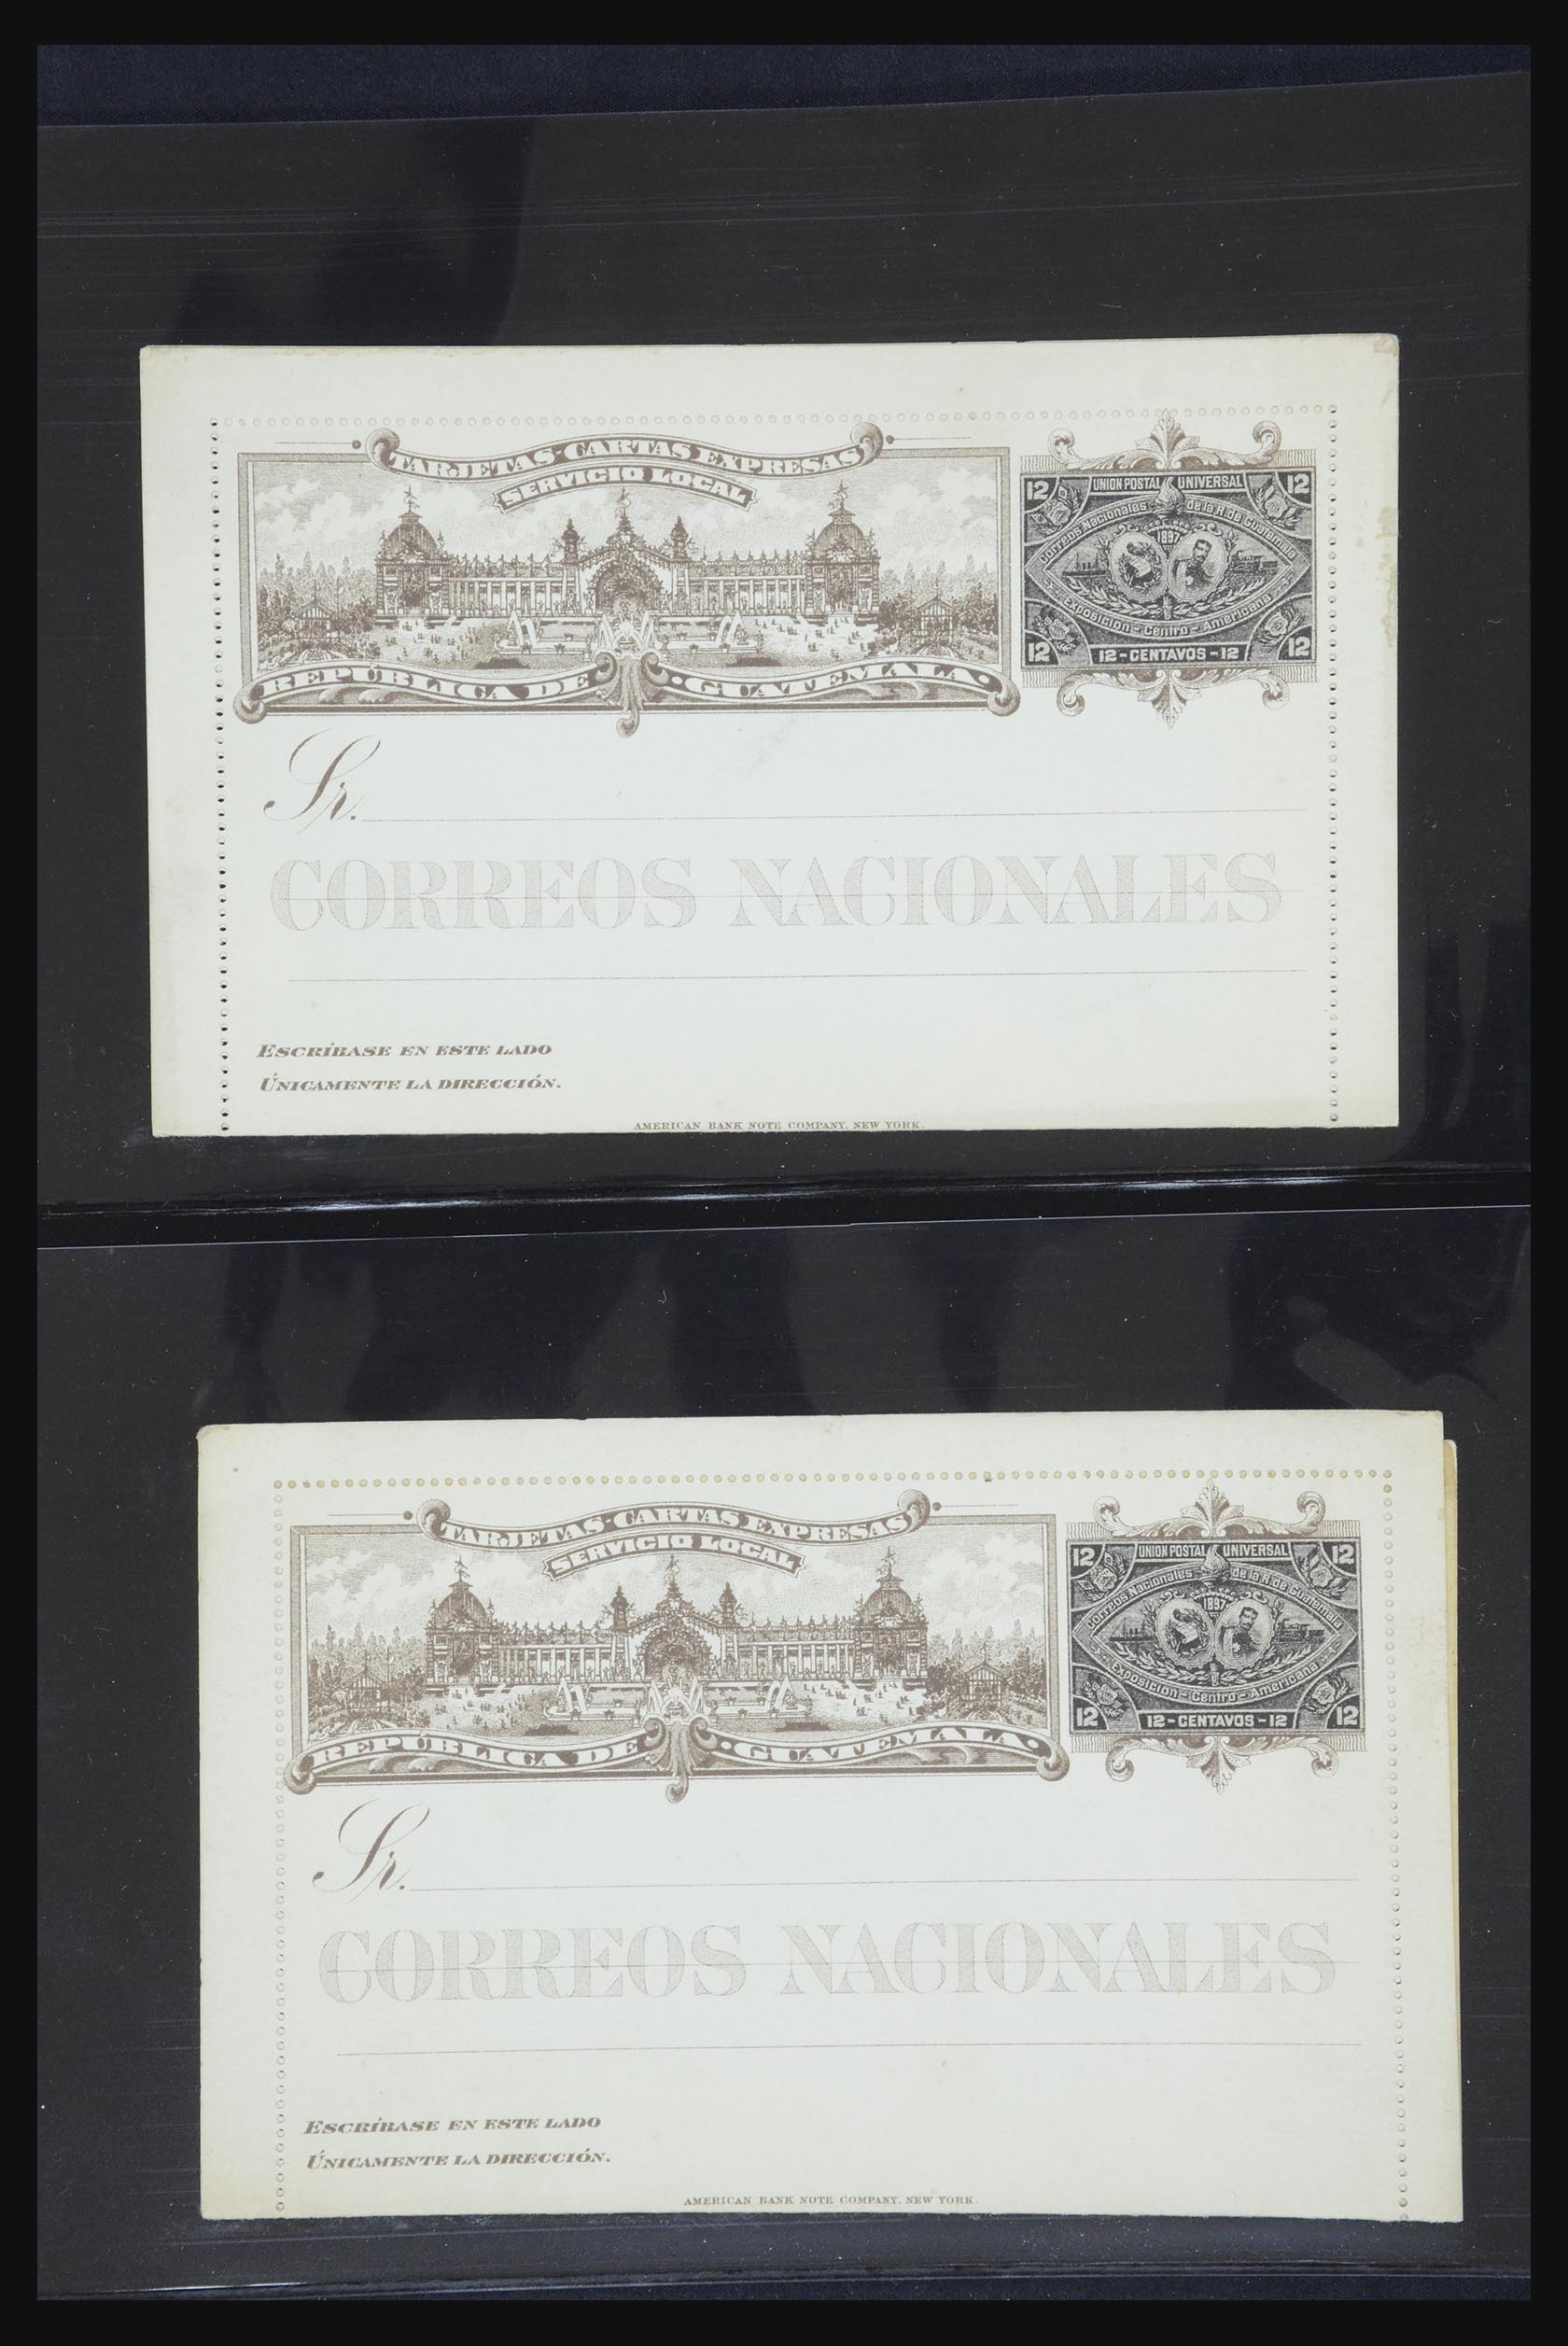 TARJETAS-CARTAS EXPRESAS
SERVICIO LOCAL
REPÚBLICA DE · GUATEMALA ·
12 UNION POSTAL UNIVERSAL 12
Correos Nacionales de la R. de Guatemala
1897
Exposicion - Centro - Americana
12 12-CENTAVOS-12 12
Sr.
CORREOS NACIONALES
ESCRÍBASE EN ESTE LADO
ÚNICAMENTE LA DIRECCIÓN.
AMERICAN BANK NOTE COMPANY, NEW YORK.
TARJETAS-CARTAS EXPRESAS
SERVICIO LOCAL
REPÚBLICA DE · GUATEMALA ·
12 UNION POSTAL UNIVERSAL 12
Correos Nacionales de la R. de Guatemala
1897
Exposicion - Centro - Americana
12 12-CENTAVOS-12 12
Sr.
CORREOS NACIONALES
ESCRÍBASE EN ESTE LADO
ÚNICAMENTE LA DIRECCIÓN.
AMERICAN BANK NOTE COMPANY, NEW YORK.